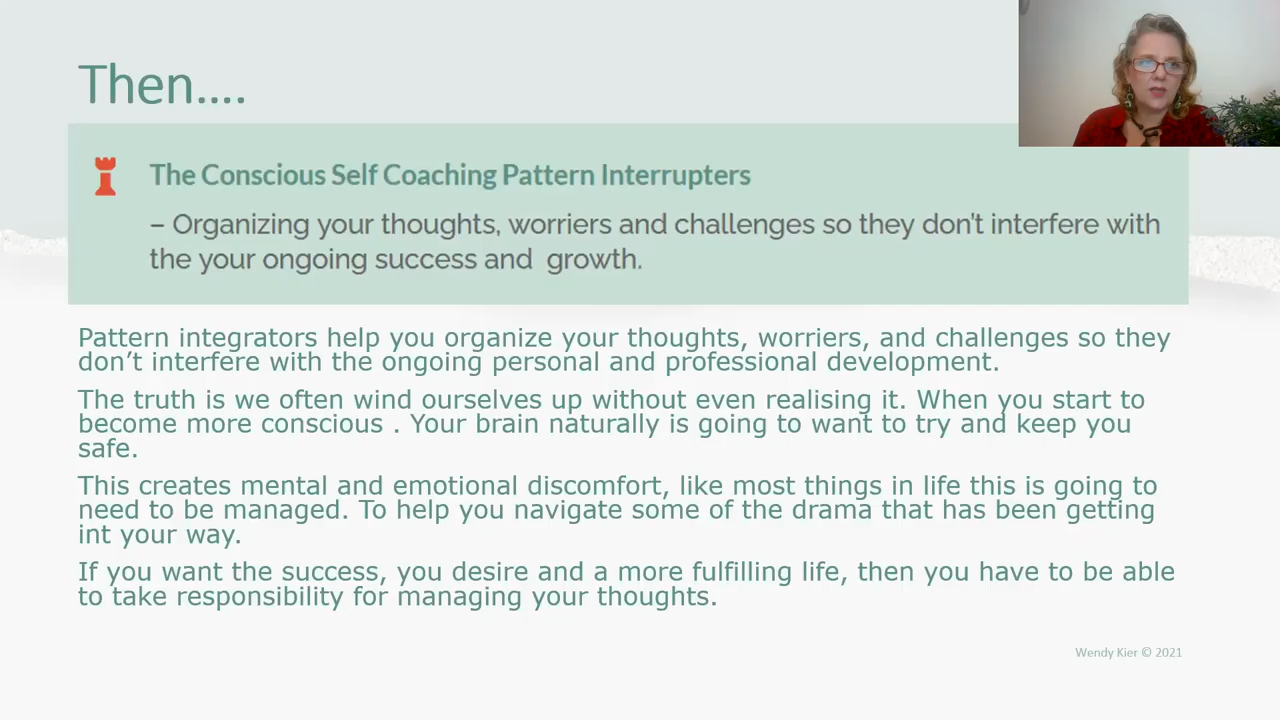 Then....
The Conscious Self Coaching Pattern Interrupters
– Organizing your thoughts, worriers and challenges so they don't interfere with
the your ongoing success and growth.
Pattern integrators help you organize your thoughts, worriers, and challenges so they
don’t interfere with the ongoing personal and professional development.
The truth is we often wind ourselves up without even realising it. When you start to
become more conscious . Your brain naturally is going to want to try and keep you
safe.
This creates mental and emotional discomfort, like most things in life this is going to
need to be managed. To help you navigate some of the drama that has been getting
int your way.
If you want the success, you desire and a more fulfilling life, then you have to be able
to take responsibility for managing your thoughts.
Wendy Kier © 2021